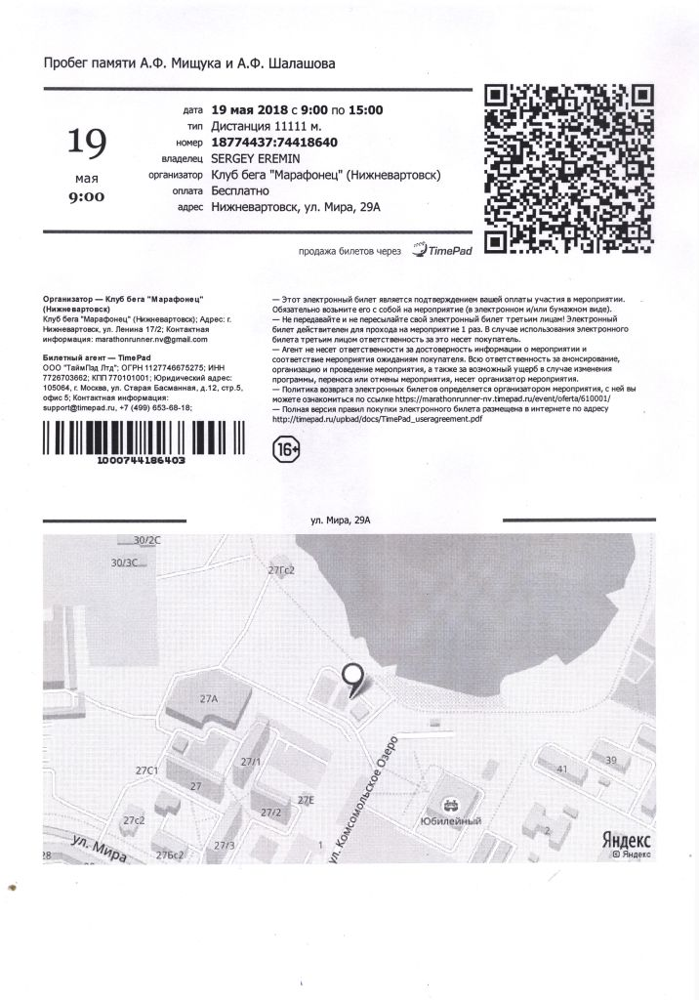 Пробег памяти А.Ф. Мищука и А.Ф. Шалашова
19
мая
9:00
дата 19 мая 2018 с 9:00 по 15:00
тип Дистанция 11111 м.
номер 18774437:74418640
владелец SERGEY EREMIN
организатор Клуб бега "Марафонец" (Нижневартовск)
оплата Бесплатно
адрес Нижневартовск, ул. Мира, 29А
продажа билетов через TimePad
Организатор — Клуб бега "Марафонец"
(Нижневартовск)
Клуб бега "Марафонец" (Нижневартовск); Адрес: г.
Нижневартовск, ул. Ленина 17/2; Контактная
информация: marathonrunner.nv@gmail.com
Билетный агент — TimePad
ООО "ТаймПэд Лтд"; ОГРН 1127746675275; ИНН
7726703662; КПП 770101001; Юридический адрес:
105064, г. Москва, ул. Старая Басманная, д.12, стр.5,
офис 5; Контактная информация:
support@timepad.ru, +7 (499) 653-68-18;
1000744186403
— Этот электронный билет является подтверждением вашей оплаты участия в мероприятии.
Обязательно возьмите его с собой на мероприятие (в электронном и/или бумажном виде).
— Не передавайте и не пересылайте свой электронный билет третьим лицам! Электронный
билет действителен для прохода на мероприятие 1 раз. В случае использования электронного
билета третьим лицом ответственность за это несет покупатель.
— Агент не несет ответственности за достоверность информации о мероприятии и
соответствие мероприятия ожиданиям покупателя. Всю ответственность за анонсирование,
организацию и проведение мероприятия, а также за возможный ущерб в случае изменения
программы, переноса или отмены мероприятия, несет организатор мероприятия.
— Политика возврата электронных билетов определяется организатором мероприятия, с ней вы
можете ознакомиться по ссылке https://marathonrunner-nv.timepad.ru/event/oferta/610001/
— Полная версия правил покупки электронного билета размещена в интернете по адресу
http://timepad.ru/upbad/docs/TimePad_useragreement.pdf
16+
ул. Мира, 29А
30/2С
30/3С
27Гс2
27А
27С1
27/1
27
27Е
27с2
27/2
27/3
27Бс2
28
1
ул. Мира
ул. Комсомольское Озеро
Юбилейный
41
39
2
Яндекс
© Яндекс